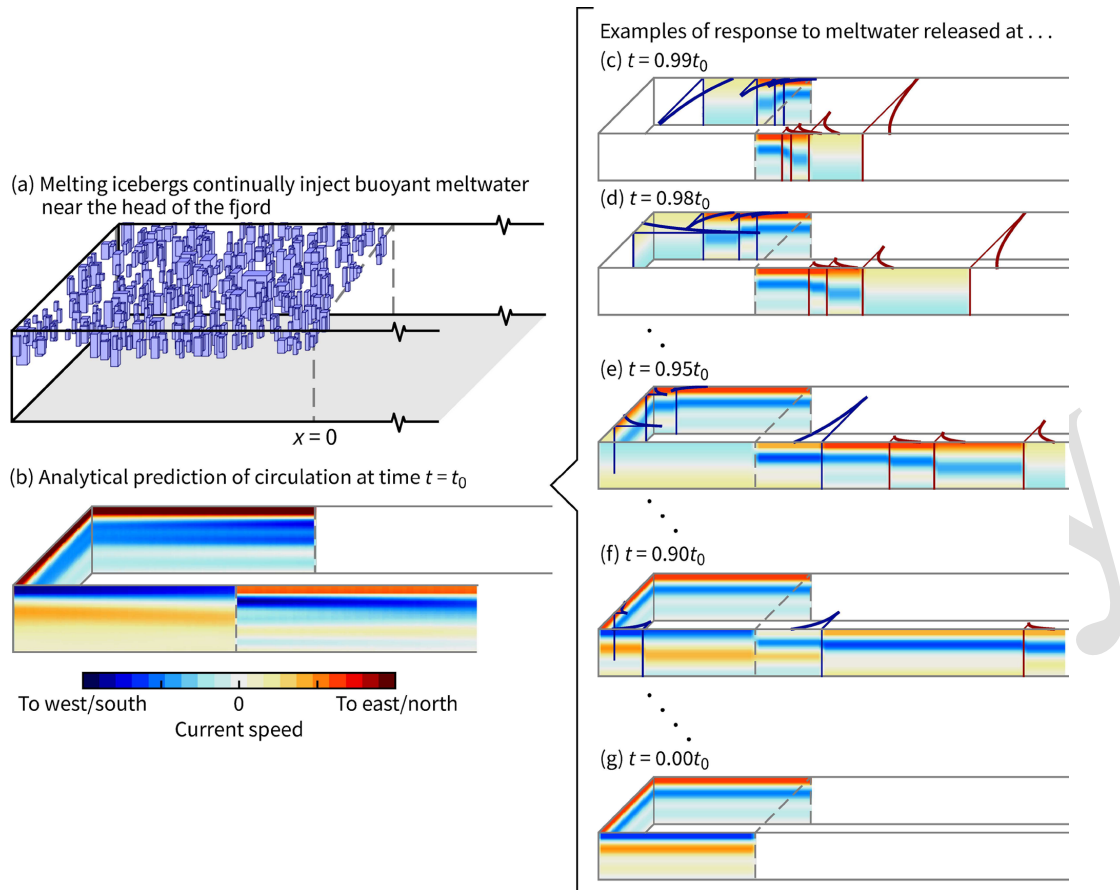 (a) Melting icebergs continually inject buoyant meltwater
near the head of the fjord
x = 0
(b) Analytical prediction of circulation at time t = t₀
To west/south
0
To east/north
Current speed
Examples of response to meltwater released at . . .
(c) t = 0.99t₀
(d) t = 0.98t₀
(e) t = 0.95t₀
(f) t = 0.90t₀
(g) t = 0.00t₀
y